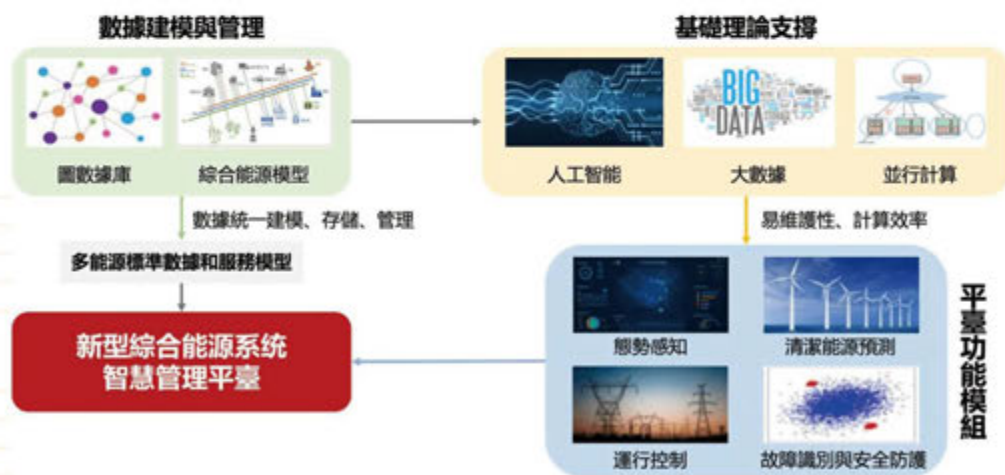 數據建模與管理
基礎理論支撐
圖數據庫
綜合能源模型
BIG
DATA
人工智能
大數據
並行計算
數據統一建模、存儲、管理
易維護性、計算效率
多能源標準數據和服務模型
新型綜合能源系统
智慧管理平臺
態勢感知
清潔能源預測
運行控制
故障識別與安全防護
平臺功能模組